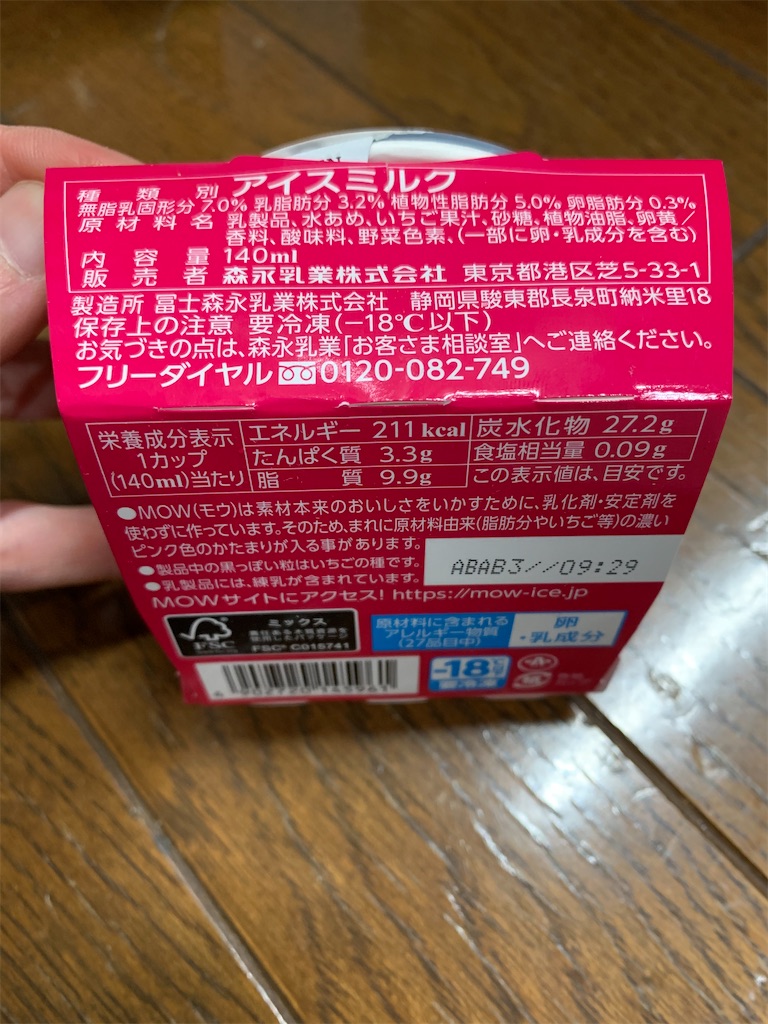 種類別 アイスミルク
無脂乳固形分 7.0% 乳脂肪分 3.2% 植物性脂肪分 5.0% 卵脂肪分 0.3%
原材料名 乳製品、水あめ、いちご果汁、砂糖、植物油脂、卵黄／
香料、酸味料、野菜色素、(一部に卵・乳成分を含む)
内容量 140ml
販売者 森永乳業株式会社 東京都港区芝5-33-1
製造所 冨士森永乳業株式会社 静岡県駿東郡長泉町納米里18
保存上の注意 要冷凍(−18℃以下)
お気づきの点は、森永乳業「お客さま相談室」へご連絡ください。
フリーダイヤル 0120-082-749
栄養成分表示
1カップ
(140ml)当たり
エネルギー 211kcal 炭水化物 27.2g
たんぱく質 3.3g 食塩相当量 0.09g
脂質 9.9g この表示値は、目安です。
●MOW(モウ)は素材本来のおいしさをいかすために、乳化剤・安定剤を
使わずに作っています。そのため、まれに原材料由来(脂肪分やいちご等)の濃い
ピンク色のかたまりが入る事があります。
●製品中の黒っぽい粒はいちごの種です。
●乳製品には、練乳が含まれています。
ABAB3//09:29
MOWサイトにアクセス! https://mow-ice.jp/
FSC
ミックス
FSC® C015741
原材料に含まれる
アレルギー物質
(27品目中)
卵
・乳成分
-18℃以下
要冷凍